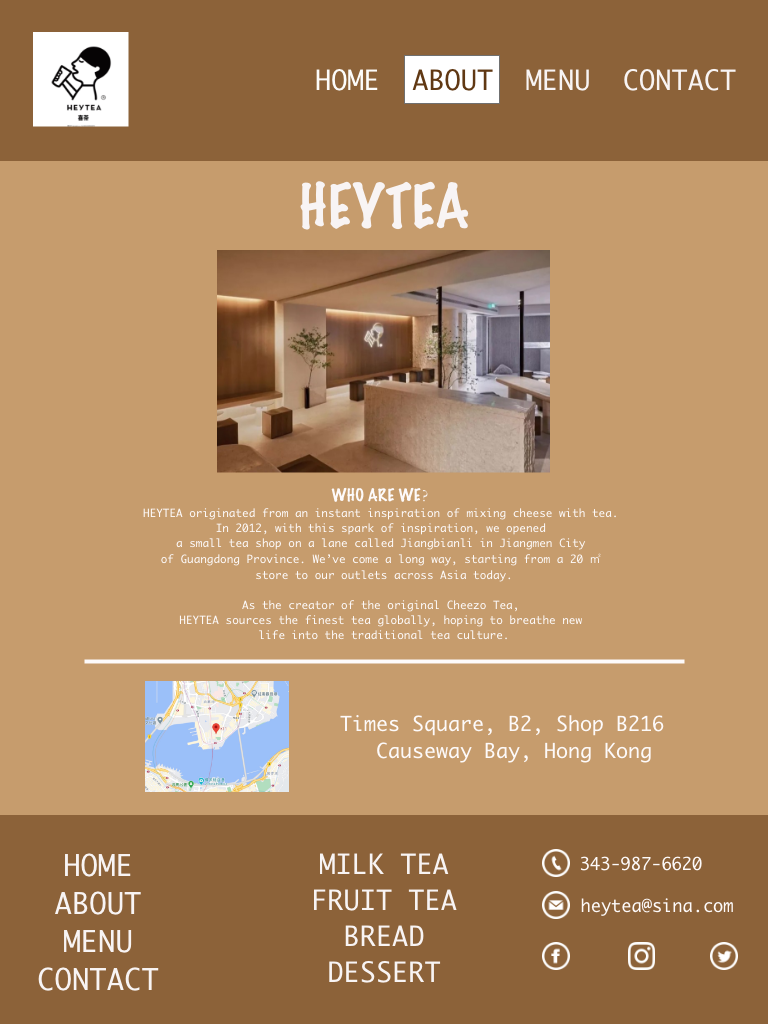 HEYTEA
喜茶
HOME ABOUT MENU CONTACT
HEYTEA
WHO ARE WE?
HEYTEA originated from an instant inspiration of mixing cheese with tea.
In 2012, with this spark of inspiration, we opened
a small tea shop on a lane called Jiangbianli in Jiangmen City
of Guangdong Province. We've come a long way, starting from a 20 ㎡
store to our outlets across Asia today.
As the creator of the original Cheezo Tea,
HEYTEA sources the finest tea globally, hoping to breathe new
life into the traditional tea culture.
Times Square, B2, Shop B216
Causeway Bay, Hong Kong
HOME
ABOUT
MENU
CONTACT
MILK TEA
FRUIT TEA
BREAD
DESSERT
343-987-6620
heytea@sina.com